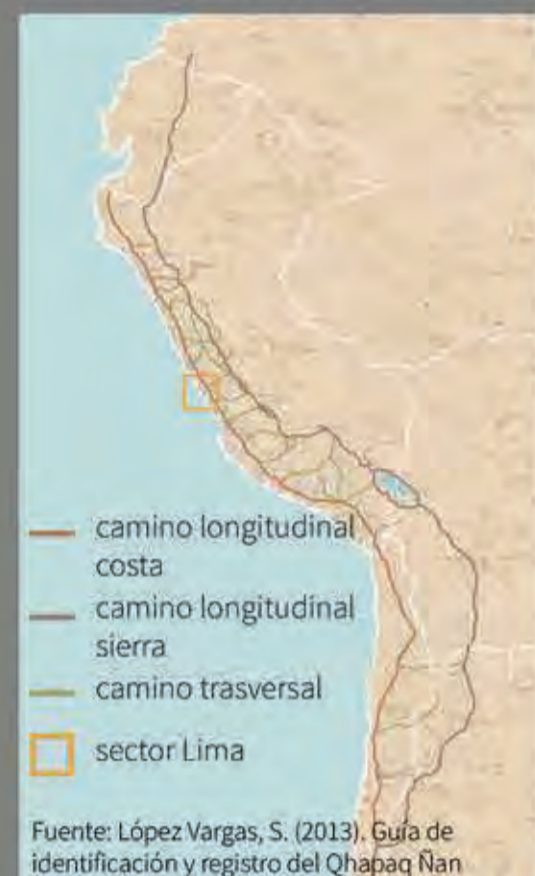 camino longitudinal
costa
camino longitudinal
sierra
camino trasversal
sector Lima
Fuente: López Vargas, S. (2013). Guía de
identificación y registro del Qhapaq Ñan